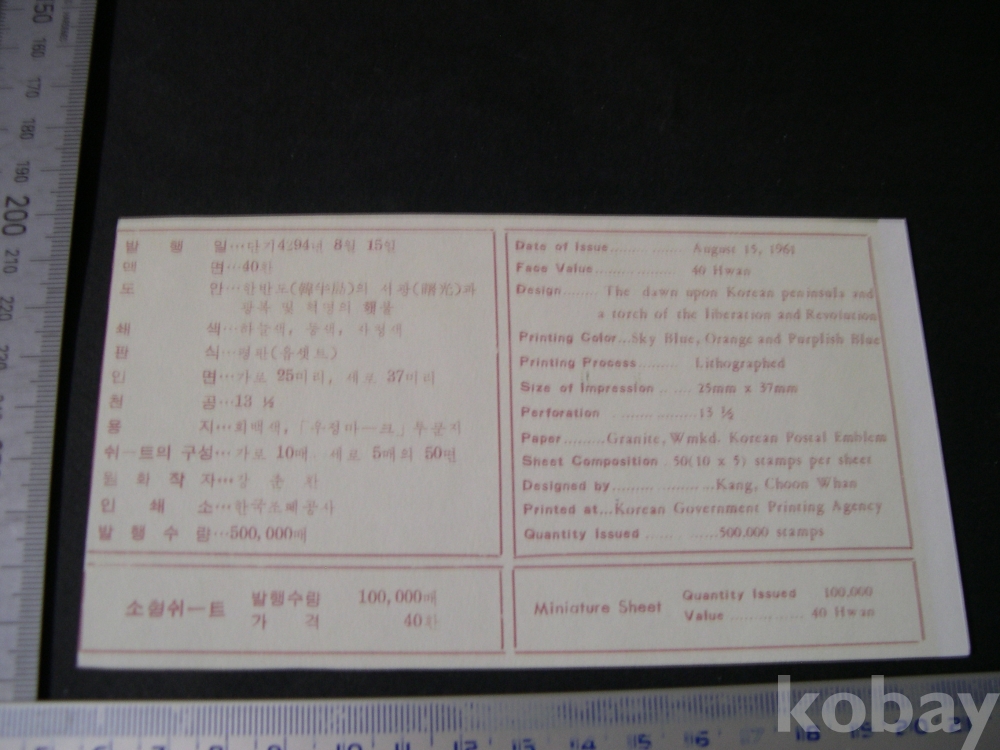 발 행 일…단기4294년 8월 15일
액 면…40환
도 안…한반도(韓半島)의 서광(曙光)과
광복 및 혁명의 횃불
쇄 색…하늘색, 등색, 자청색
판 식…평판(옵셋트)
인 면…가로 25미리, 세로 37미리
천 공…13 ½
용 지…회백색, 「우정마ㅡ크」투문지
쉬ㅡ트의 구성…가로 10매 세로 5매의 50면
원 화 작 자…강 춘 환
인 쇄 소…한국조폐공사
발 행 수 량…500,000매
소형쉬ㅡ트 발행수량 100,000매
가 격 40환
Date of Issue.............. August 15, 1961
Face Value............... 40 Hwan
Design........ The dawn upon Korean peninsula and
a torch of the liberation and Revolution
Printing Color...Sky Blue, Orange and Purplish Blue
Printing Process......... Lithographed
Size of Impression ...... 25mm x 37mm
Perforation ...................13 ½
Paper.........Granite, Wmkd. Korean Postal Emblem
Sheet Composition 50(10 x 5) stamps per sheet
Designed by.......................Kang, Choon Whan
Printed at...Korean Government Printing Agency
Quantity Issued ..............500.000 stamps
Miniature Sheet Quantity Issued 100.000
Value ................ 40 Hwan
kobay